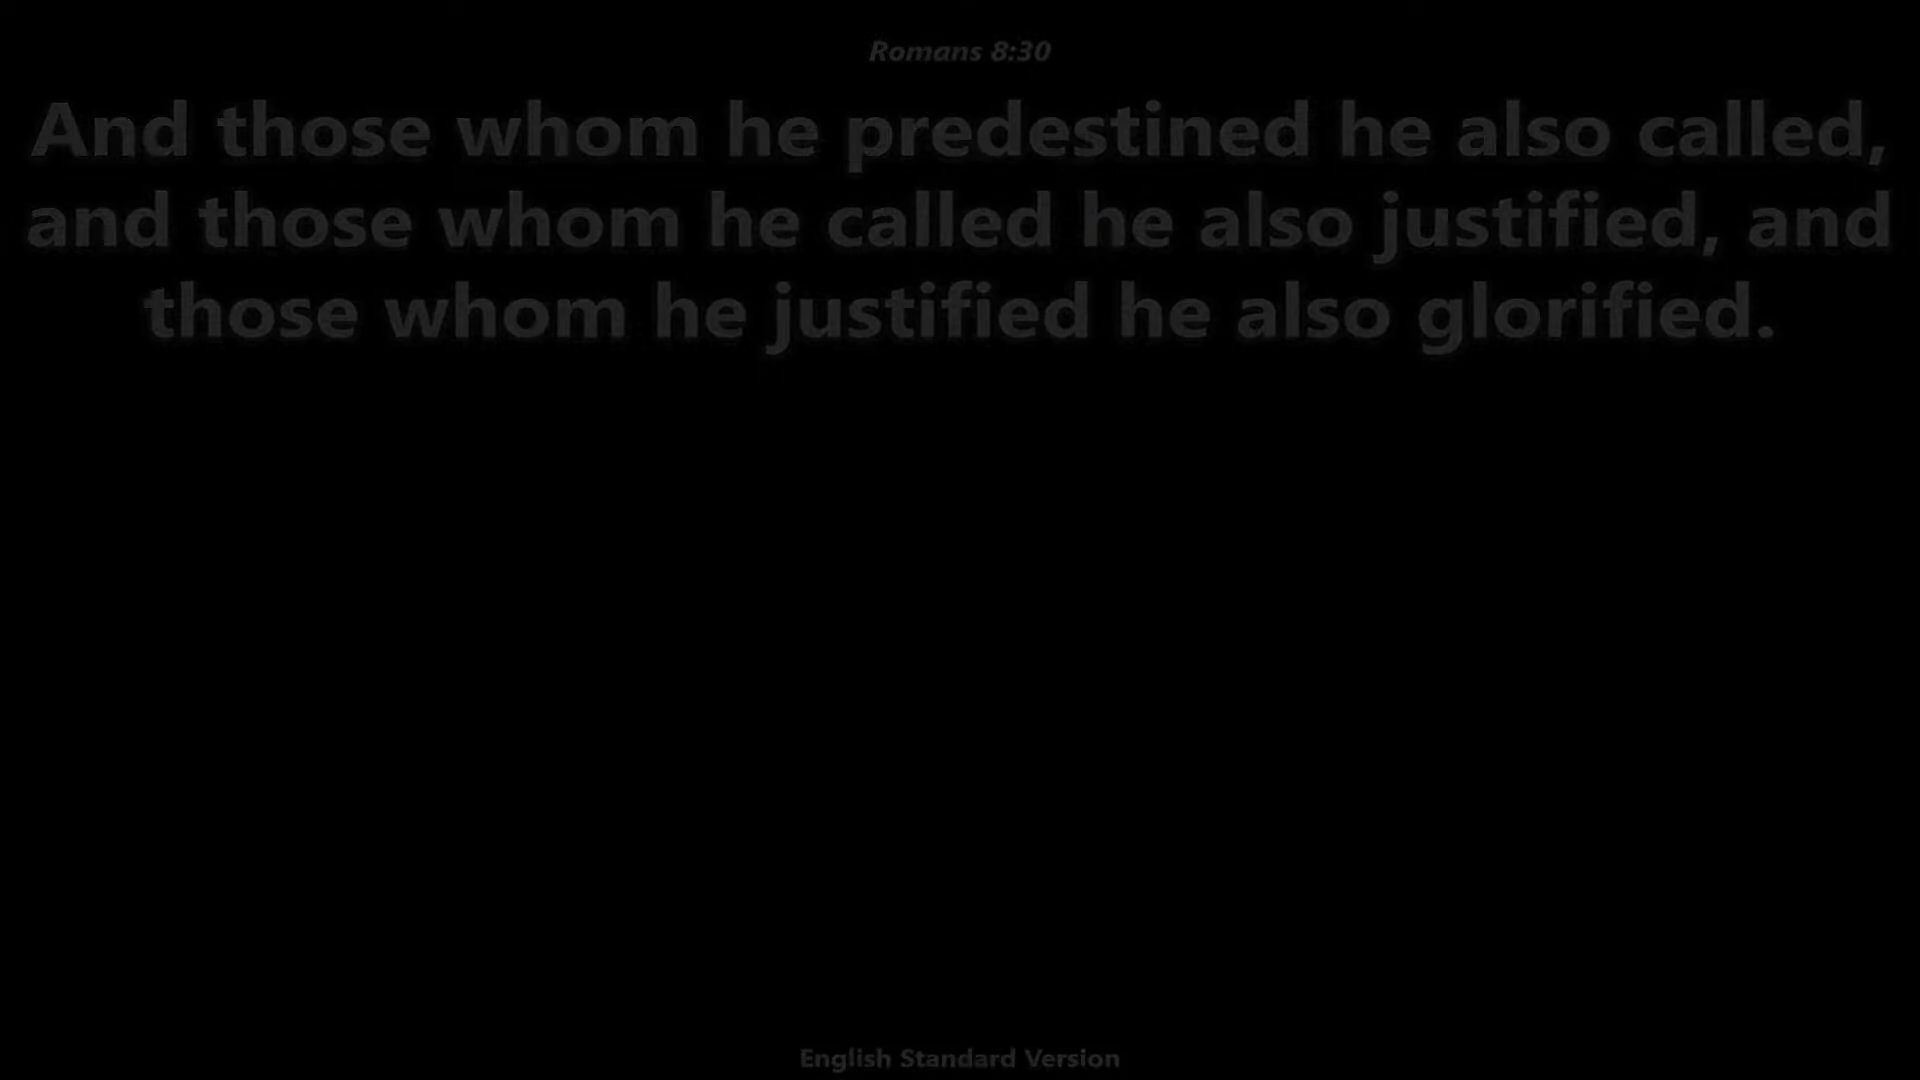 Romans 8:30
And those whom he predestined he also called,
and those whom he called he also justified, and
those whom he justified he also glorified.
English Standard Version